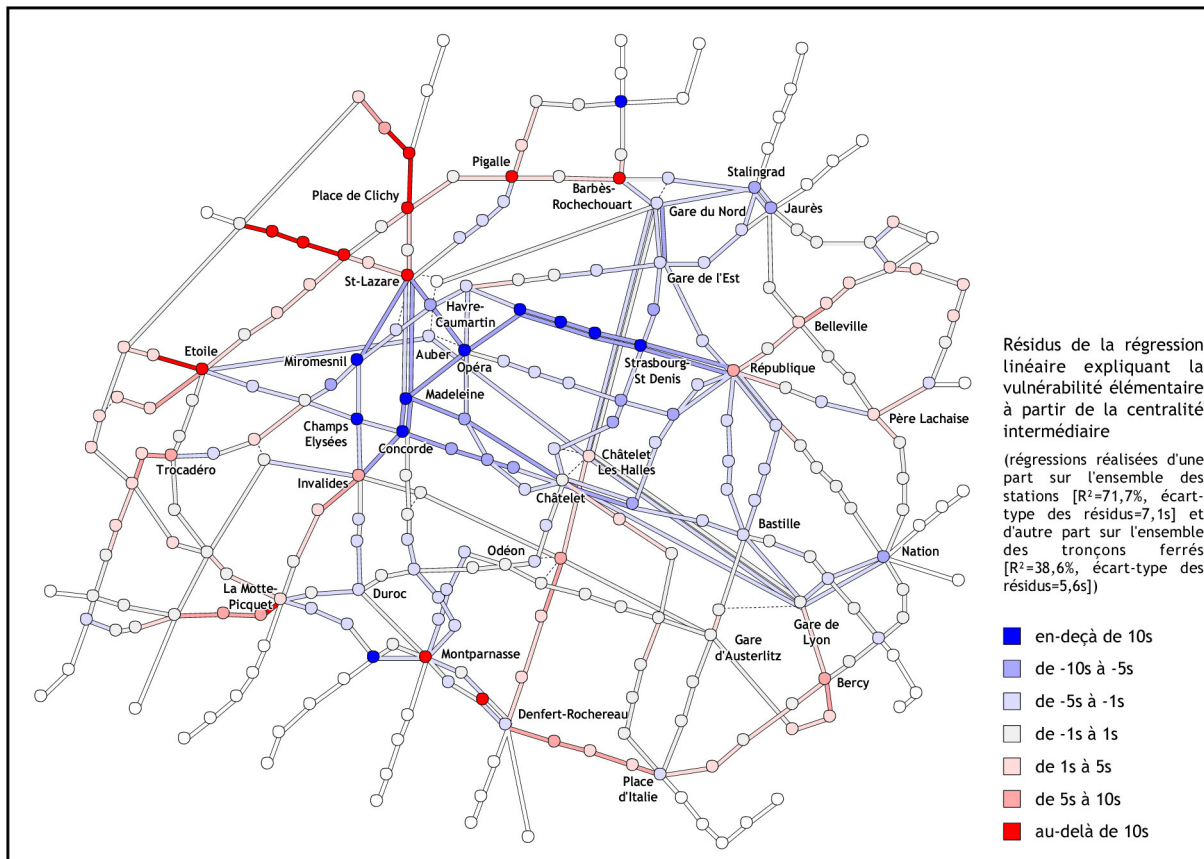 Pigalle
Stalingrad
Place de Clichy
Barbès-
Rochechouart
Gare du Nord
Jaurès
St-Lazare
Gare de l'Est
Havre-
Caumartin
Belleville
Etoile
Miromesnil
Auber
Opéra
Strasbourg-
St Denis
République
Madeleine
Père Lachaise
Champs
Elysées
Concorde
Châtelet
Les Halles
Trocadéro
Invalides
Châtelet
Bastille
Odéon
Nation
La Motte-
Picquet
Duroc
Gare de
Lyon
Gare
d'Austerlitz
Montparnasse
Bercy
Denfert-Rochereau
Place
d'Italie
Résidus de la régression
linéaire expliquant la
vulnérabilité élémentaire
à partir de la centralité
intermédiaire
(régressions réalisées d'une
part sur l'ensemble des
stations [R²=71,7%, écart-
type des résidus=7,1s] et
d'autre part sur l'ensemble
des tronçons ferrés
[R²=38,6%, écart-type des
résidus=5,6s])
en-deçà de 10s
de -10s à -5s
de -5s à -1s
de -1s à 1s
de 1s à 5s
de 5s à 10s
au-delà de 10s